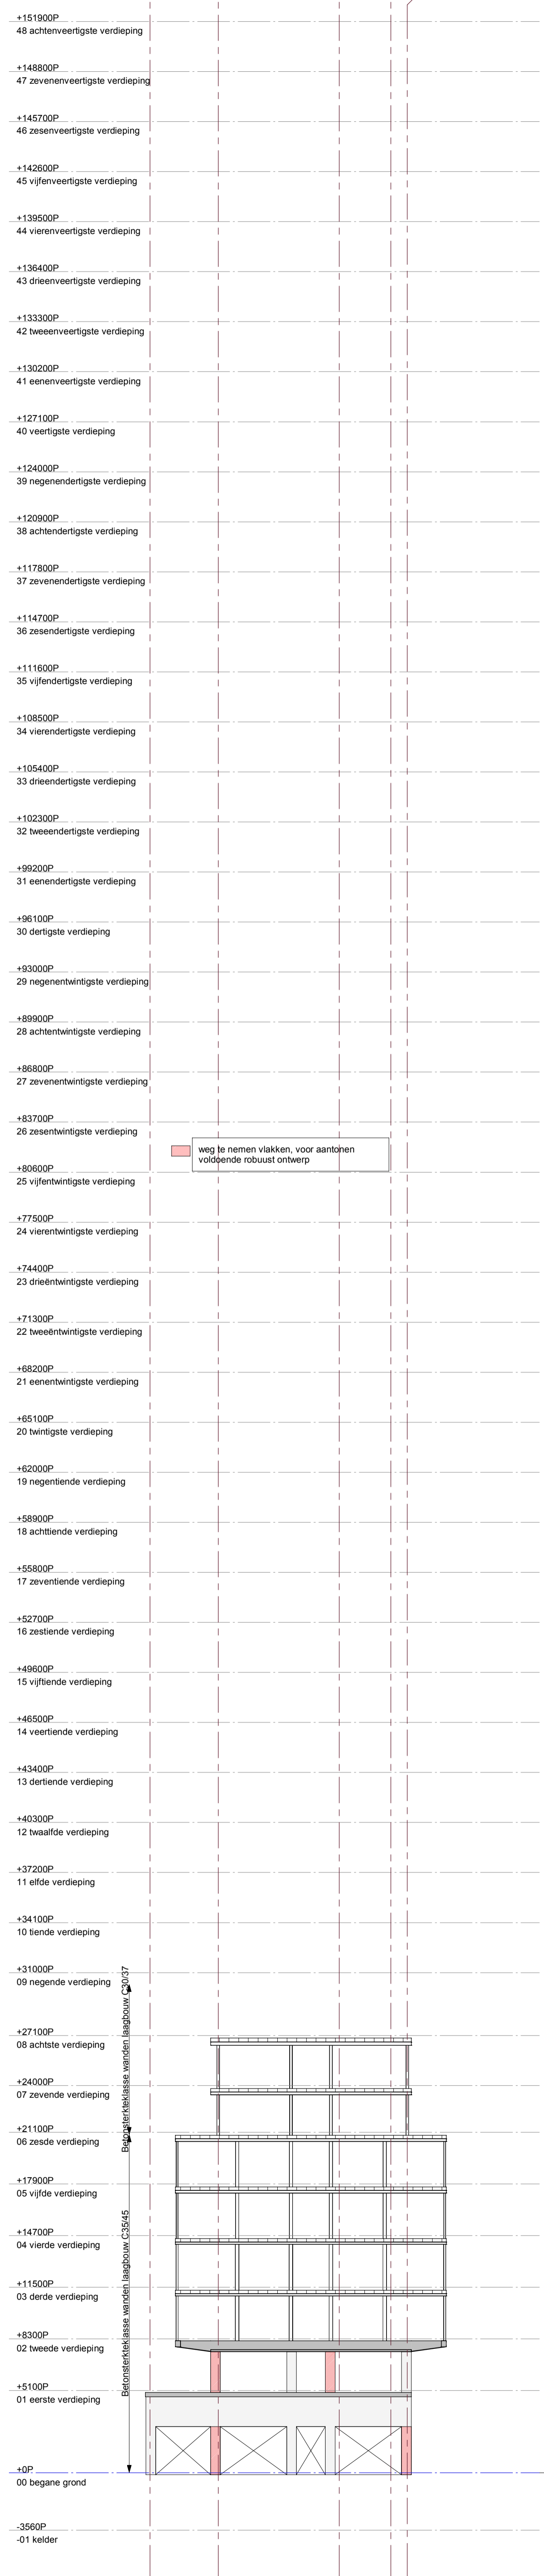 +151900P
48 achtenveertigste verdieping
+148800P
47 zevenenveertigste verdieping
+145700P
46 zesenveertigste verdieping
+142600P
45 vijfenveertigste verdieping
+139500P
44 vierenveertigste verdieping
+136400P
43 drieenveertigste verdieping
+133300P
42 tweeenveertigste verdieping
+130200P
41 eenenveertigste verdieping
+127100P
40 veertigste verdieping
+124000P
39 negenendertigste verdieping
+120900P
38 achtendertigste verdieping
+117800P
37 zevenendertigste verdieping
+114700P
36 zesendertigste verdieping
+111600P
35 vijfendertigste verdieping
+108500P
34 vierendertigste verdieping
+105400P
33 drieendertigste verdieping
+102300P
32 tweeendertigste verdieping
+99200P
31 eenendertigste verdieping
+96100P
30 dertigste verdieping
+93000P
29 negenentwintigste verdieping
+89900P
28 achtentwintigste verdieping
+86800P
27 zevenentwintigste verdieping
+83700P
26 zesentwintigste verdieping
weg te nemen vlakken, voor aantonen
voldoende robuust ontwerp
+80600P
25 vijfentwintigste verdieping
+77500P
24 vierentwintigste verdieping
+74400P
23 drieëntwintigste verdieping
+71300P
22 tweeëntwintigste verdieping
+68200P
21 eenentwintigste verdieping
+65100P
20 twintigste verdieping
+62000P
19 negentiende verdieping
+58900P
18 achttiende verdieping
+55800P
17 zeventiende verdieping
+52700P
16 zestiende verdieping
+49600P
15 vijftiende verdieping
+46500P
14 veertiende verdieping
+43400P
13 dertiende verdieping
+40300P
12 twaalfde verdieping
+37200P
11 elfde verdieping
+34100P
10 tiende verdieping
+31000P
09 negende verdieping
Betonsterkteklasse wanden laagbouw C30/37
+27100P
08 achtste verdieping
+24000P
07 zevende verdieping
+21100P
06 zesde verdieping
+17900P
05 vijfde verdieping
+14700P
04 vierde verdieping
Betonsterkteklasse wanden laagbouw C35/45
+11500P
03 derde verdieping
+8300P
02 tweede verdieping
+5100P
01 eerste verdieping
+0P
00 begane grond
-3560P
-01 kelder